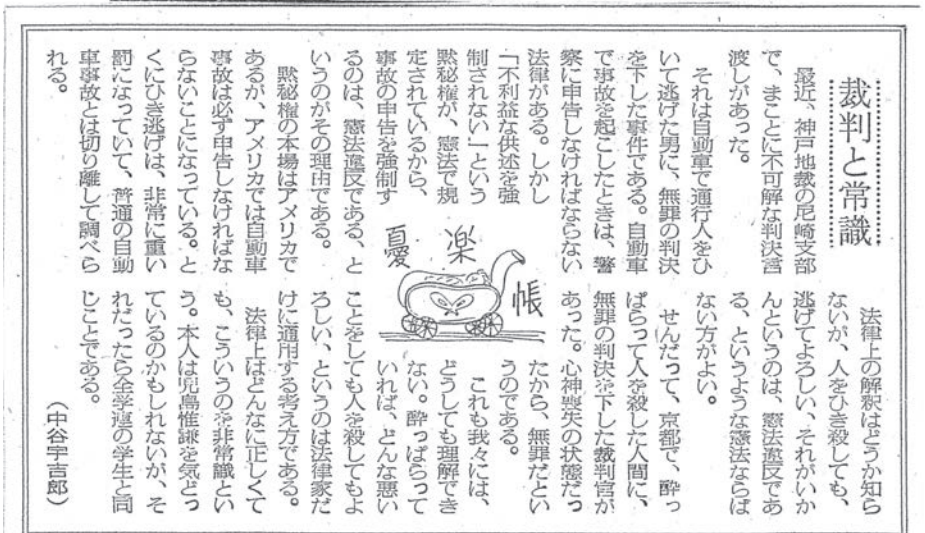 裁判と常識
最近、神戸地裁の尼崎支部
で、まことに不可解な判決言
渡しがあった。
それは自動車で通行人をひ
いて逃げた男に、無罪の判決
を下した事件である。自動車
で事故を起こしたときは、警
察に申告しなければならない
法律がある。しかし
「不利益な供述を強
制されない」という
黙秘権が、憲法で規
定されているから、
事故の申告を強制す
るのは、憲法違反である、と
いうのがその理由である。
黙秘権の本場はアメリカで
あるが、アメリカでは自動車
事故は必ず申告しなければな
らないことになっている。と
くにひき逃げは、非常に重い
罰になっていて、普通の自動
車事故とは切り離して調べら
れる。
楽
憂
帳
法律上の解釈はどうか知ら
ないが、人をひき殺しても、
逃げてよろしい、それがいか
んというのは、憲法違反であ
る、というような憲法ならば
ない方がよい。
せんだって、京都で、酔っ
ぱらって人を殺した人間に、
無罪の判決を下した裁判官が
あった。心神喪失の状態だっ
たから、無罪だとい
うのである。
これも我々には、
どうしても理解でき
ない。酔っぱらって
いれば、どんな悪い
ことをしても人を殺してもよ
ろしい、というのは法律家だ
けに通用する考え方である。
法律上はどんなに正しくて
も、こういうのを非常識とい
う。本人は児島惟謙を気どっ
ているのかもしれないが、そ
れだったら全学連の学生と同
じことである。
（中谷宇吉郎）